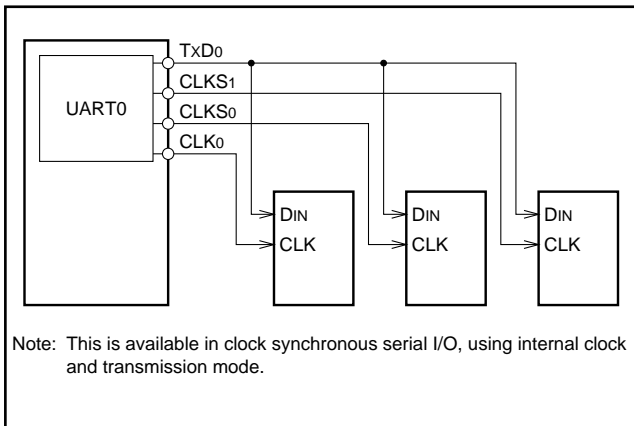 TxD0
CLKS1
UART0
CLKS0
CLK0
DIN DIN DIN
CLK CLK CLK
Note: This is available in clock synchronous serial I/O, using internal clock
and transmission mode.